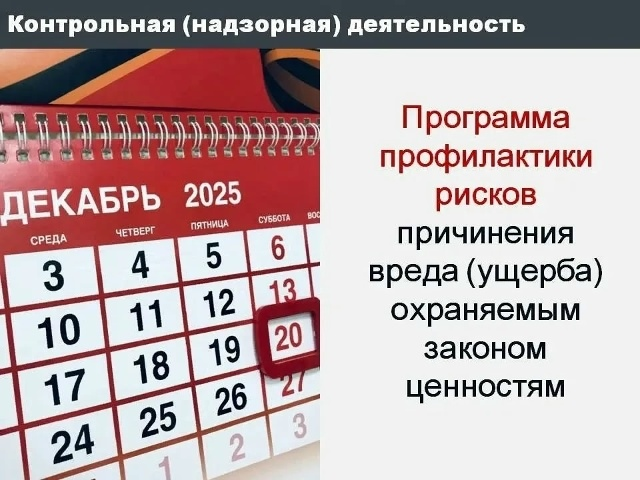 Контрольная (надзорная) деятельность
Программа
профилактики
рисков
причинения
вреда (ущерба)
охраняемым
законом
ценностям
ДЕКАБРЬ 2025
СРЕДА ЧЕТВЕРГ ПЯТНИЦА СУББОТА ВОС
3 4 5 6
10 11 12 13
17 18 19 20
24 25 26 27
1 2 3